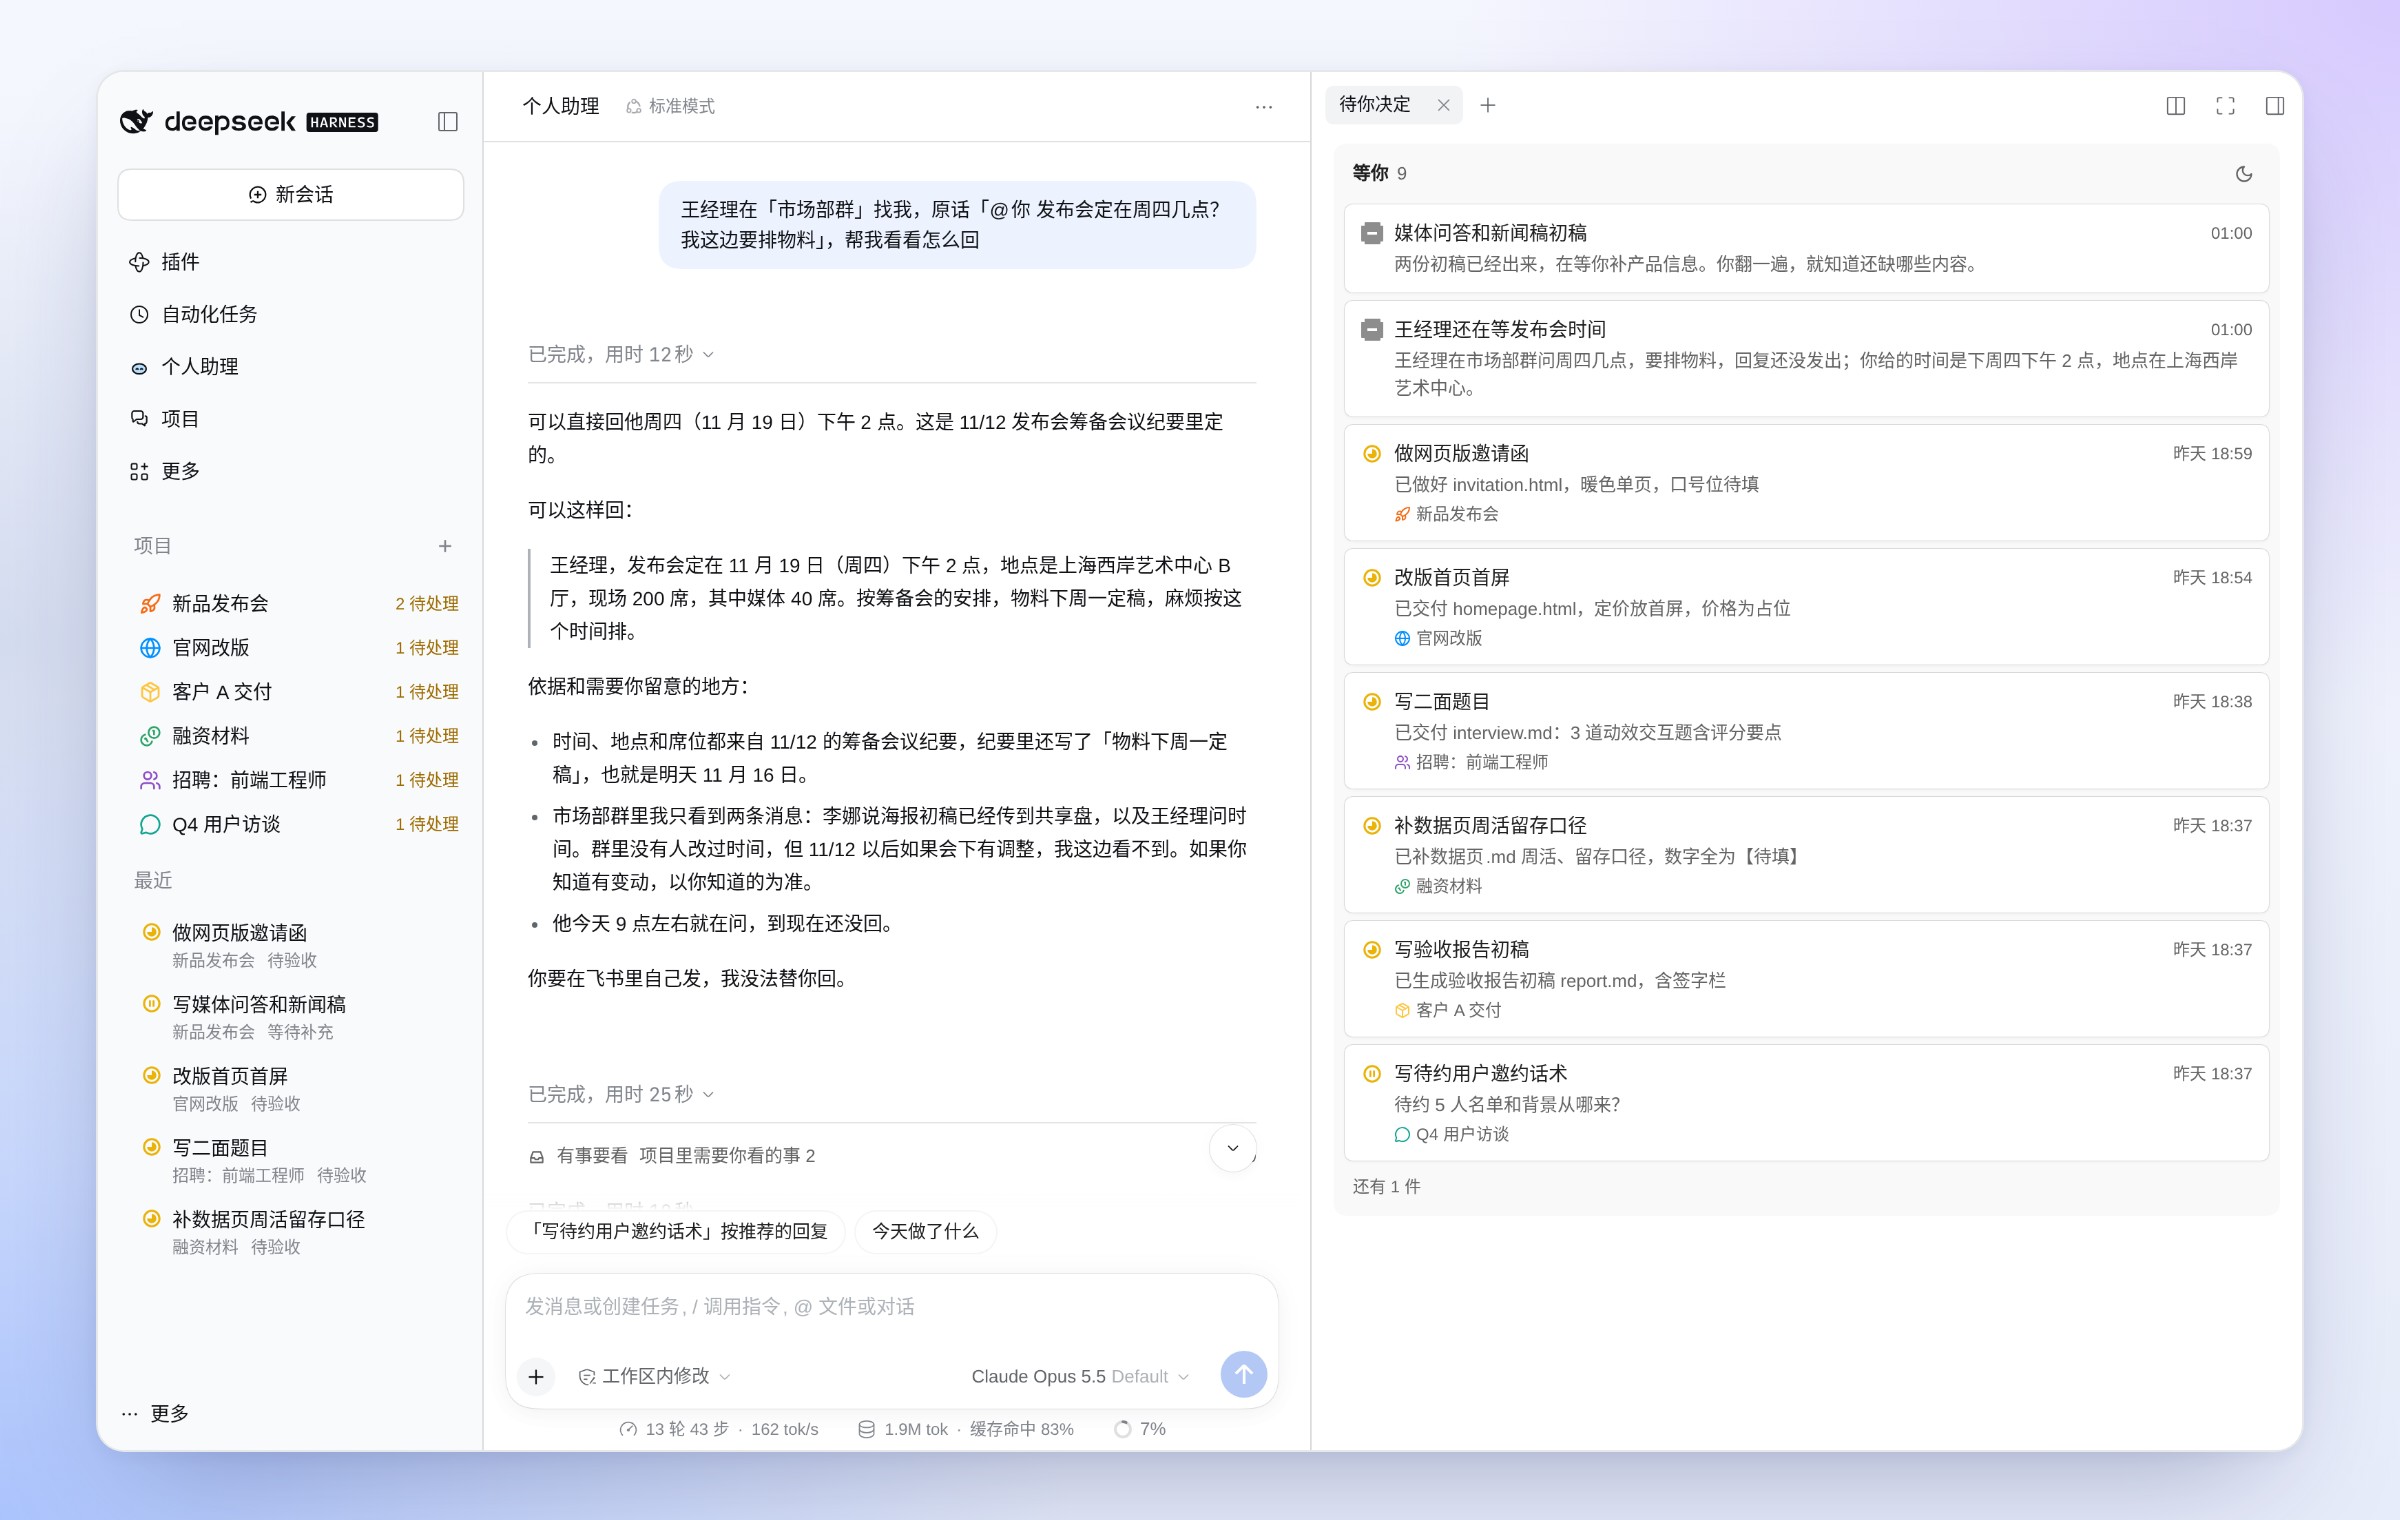 deepseek HARNESS
新会话
插件
自动化任务
个人助理
项目
更多
项目
新品发布会 2 待处理
官网改版 1 待处理
客户 A 交付 1 待处理
融资材料 1 待处理
招聘：前端工程师 1 待处理
Q4 用户访谈 1 待处理
最近
做网页版邀请函
新品发布会 待验收
写媒体问答和新闻稿
新品发布会 等待补充
改版首页首屏
官网改版 待验收
写二面题目
招聘：前端工程师 待验收
补数据页周活留存口径
融资材料 待验收
更多
个人助理 标准模式
王经理在「市场部群」找我，原话「@你 发布会定在周四几点？
我这边要排物料」，帮我看看怎么回
已完成，用时 12秒
可以直接回他周四（11 月 19 日）下午 2 点。这是 11/12 发布会筹备会议纪要里定
的。
可以这样回：
王经理，发布会定在 11 月 19 日（周四）下午 2 点，地点是上海西岸艺术中心 B
厅，现场 200 席，其中媒体 40 席。按筹备会的安排，物料下周一定稿，麻烦按这
个时间排。
依据和需要你留意的地方：
• 时间、地点和席位都来自 11/12 的筹备会议纪要，纪要里还写了「物料下周一定
稿」，也就是明天 11 月 16 日。
• 市场部群里我只看到两条消息：李娜说海报初稿已经传到共享盘，以及王经理问时
间。群里没有人改过时间，但 11/12 以后如果会下有调整，我这边看不到。如果你
知道有变动，以你知道的为准。
• 他今天 9 点左右就在问，到现在还没回。
你要在飞书里自己发，我没法替你回。
已完成，用时 25秒
有事要看 项目里需要你看的事 2
「写待约用户邀约话术」按推荐的回复
今天做了什么
发消息或创建任务, / 调用指令, @ 文件或对话
工作区内修改
Claude Opus 5.5 Default
13 轮 43 步 · 162 tok/s
1.9M tok · 缓存命中 83%
7%
待你决定
等你 9
媒体问答和新闻稿初稿 01:00
两份初稿已经出来，在等你补产品信息。你翻一遍，就知道还缺哪些内容。
王经理还在等发布会时间 01:00
王经理在市场部群问周四几点，要排物料，回复还没发出；你给的时间是下周四下午 2 点，地点在上海西岸
艺术中心。
做网页版邀请函 昨天 18:59
已做好 invitation.html，暖色单页，口号位待填
新品发布会
改版首页首屏 昨天 18:54
已交付 homepage.html，定价放首屏，价格为占位
官网改版
写二面题目 昨天 18:38
已交付 interview.md：3 道动效交互题含评分要点
招聘：前端工程师
补数据页周活留存口径 昨天 18:37
已补数据页.md 周活、留存口径，数字全为【待填】
融资材料
写验收报告初稿 昨天 18:37
已生成验收报告初稿 report.md，含签字栏
客户 A 交付
写待约用户邀约话术 昨天 18:37
待约 5 人名单和背景从哪来？
Q4 用户访谈
还有 1 件